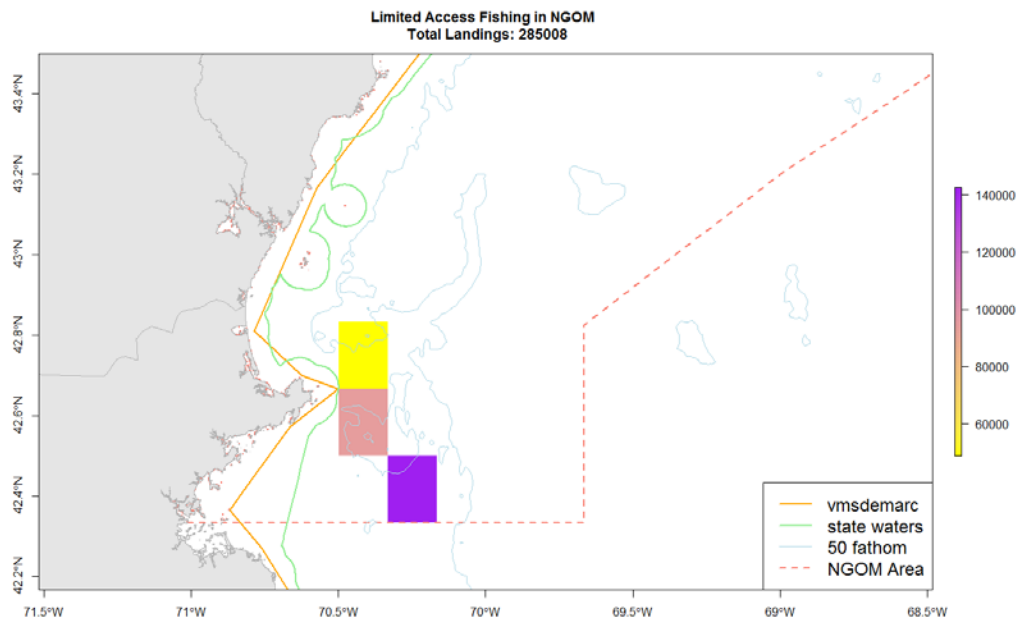 Limited Access Fishing in NGOM
Total Landings: 285008
43.4°N
43.2°N
43°N
42.8°N
42.6°N
42.4°N
42.2°N
71.5°W
71°W
70.5°W
70°W
69.5°W
69°W
68.5°W
140000
120000
100000
80000
60000
vmsdemarc
state waters
50 fathom
NGOM Area